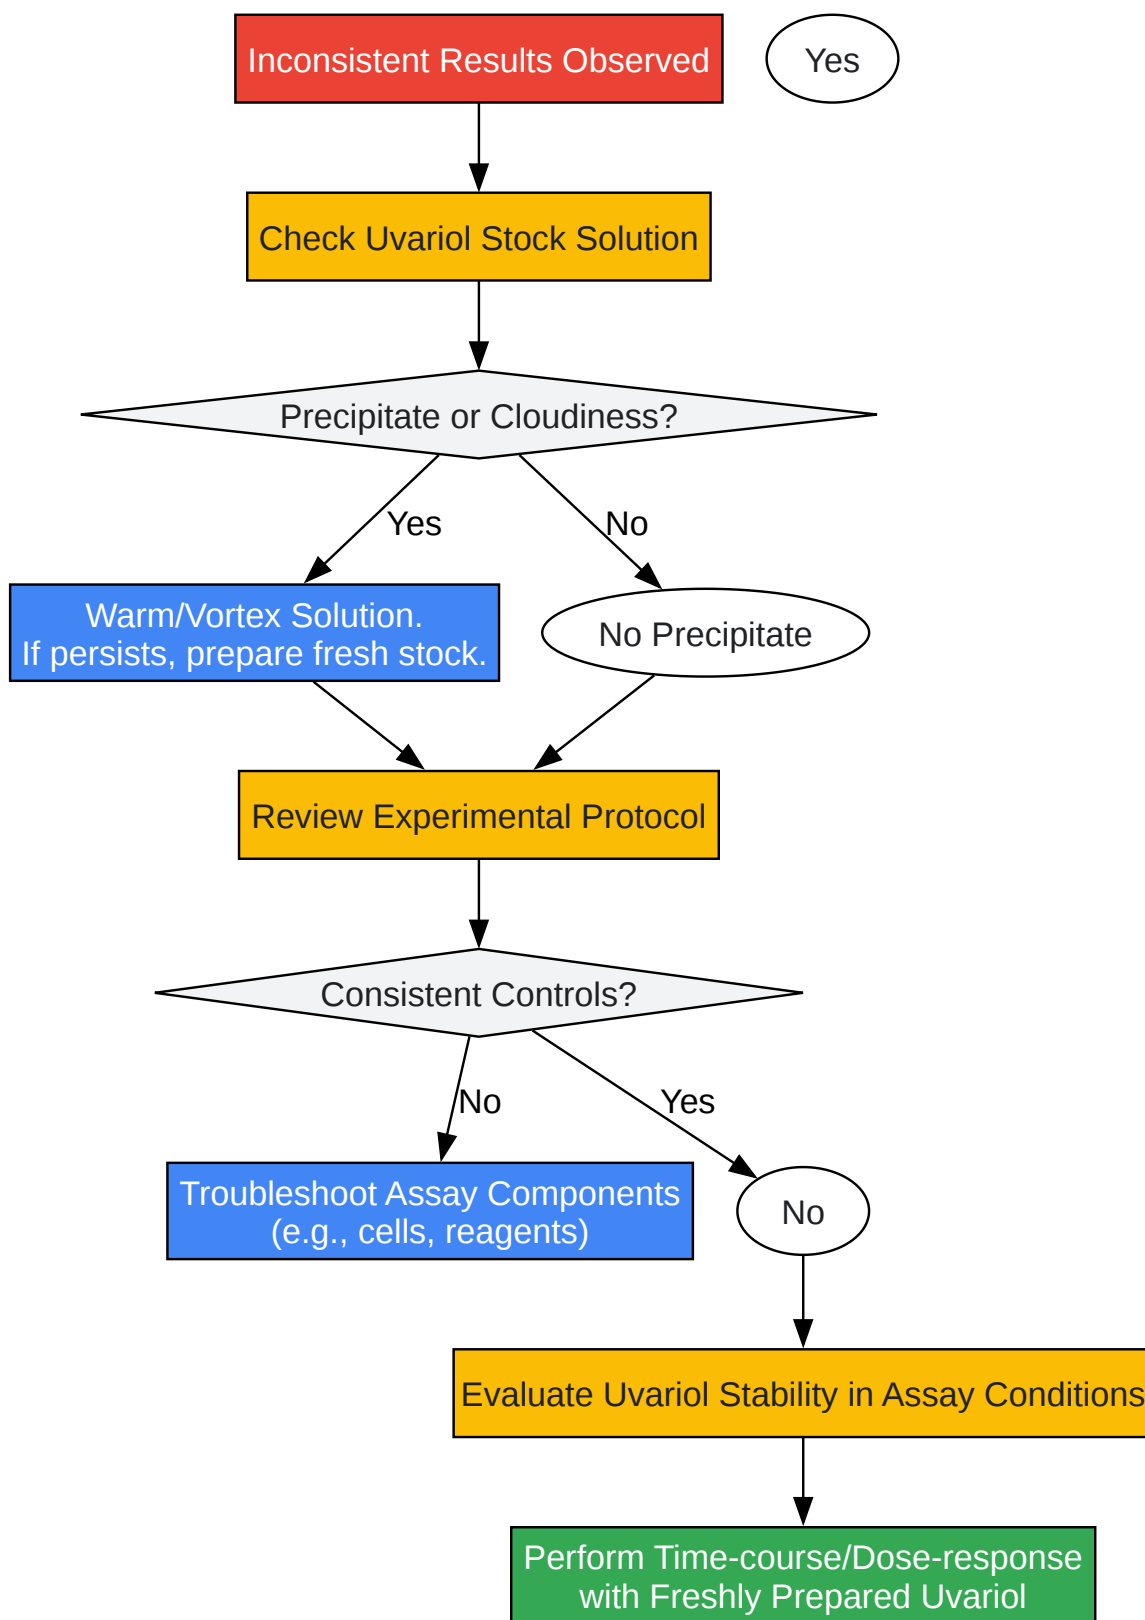 Inconsistent Results Observed
Yes
Check Uvariol Stock Solution
Precipitate or Cloudiness?
Yes
No
Warm/Vortex Solution.
If persists, prepare fresh stock.
No Precipitate
Review Experimental Protocol
Consistent Controls?
No
Yes
Troubleshoot Assay Components
(e.g., cells, reagents)
No
Evaluate Uvariol Stability in Assay Conditions
Perform Time-course/Dose-response
with Freshly Prepared Uvariol